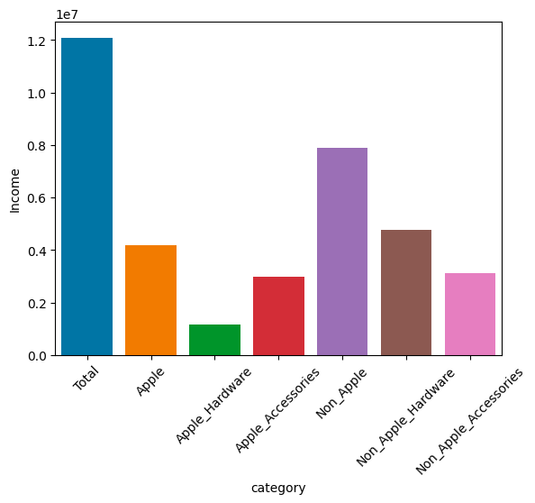 1e7
1.2
1.0
0.8
0.6
0.4
0.2
0.0
Income
Total
Apple
Apple_Hardware
Apple_Accessories
Non_Apple
Non_Apple_Hardware
Non_Apple_Accessories
category